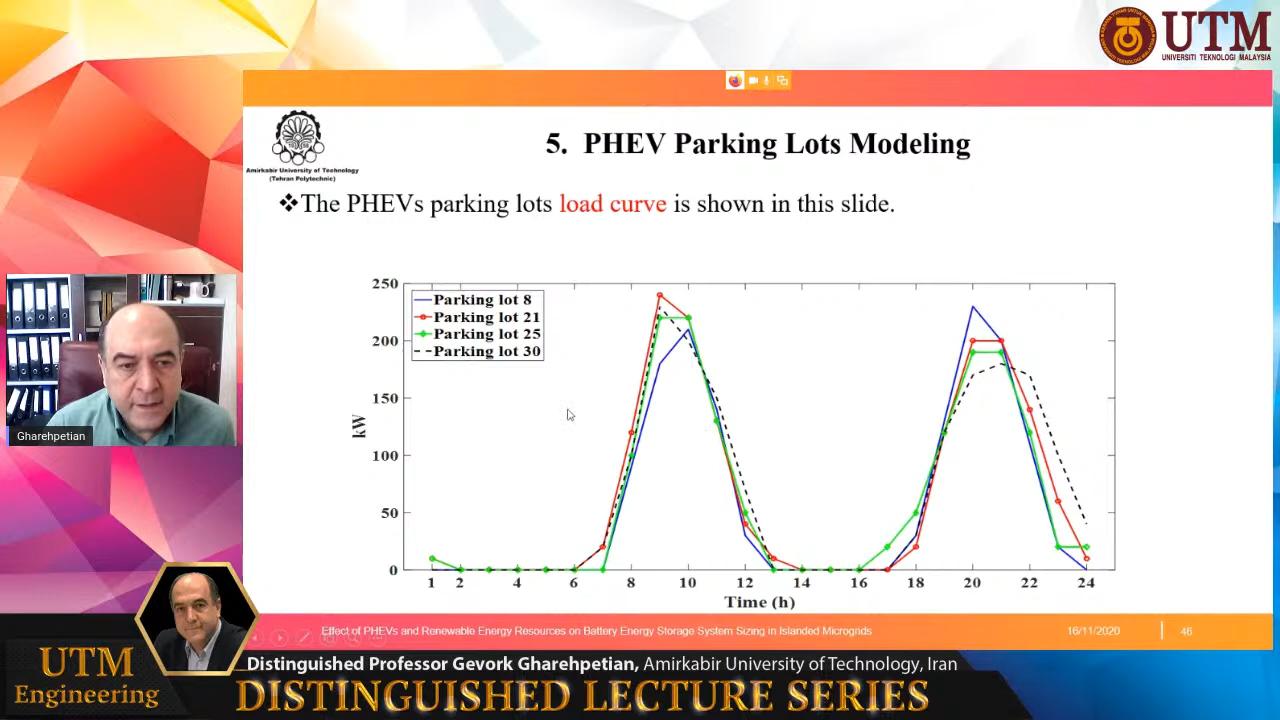 UTM
UNIVERSITI TEKNOLOGI MALAYSIA
Amirkabir University of Technology
(Tehran Polytechnic)
5. PHEV Parking Lots Modeling
❖The PHEVs parking lots load curve is shown in this slide.
250
200
150
100
50
0
kW
Parking lot 8
Parking lot 21
Parking lot 25
Parking lot 30
1 2 4 6 8 10 12 14 16 18 20 21 22 24
Time (h)
Gharehpetian
Effect of PHEVs and Renewable Energy Resources on Battery Energy Storage System Sizing in Islanded Microgrids
16/11/2020
46
UTM
Engineering
Distinguished Professor Gevork Gharehpetian, Amirkabir University of Technology, Iran
DISTINGUISHED LECTURE SERIES